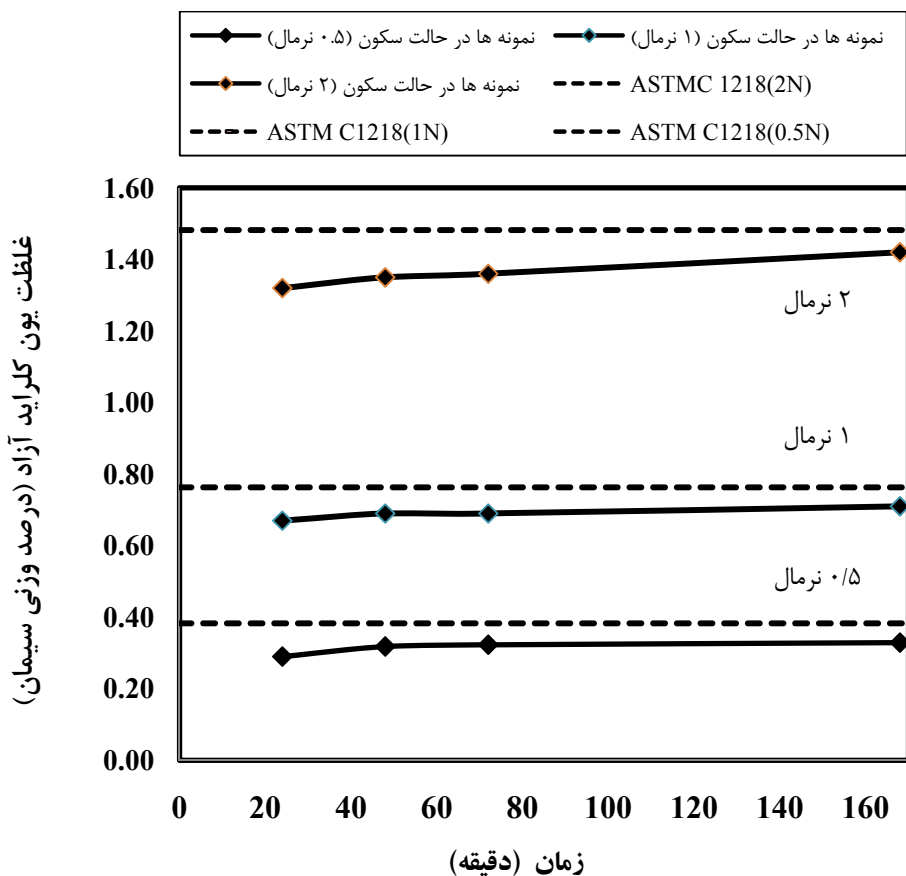 نمونه ها در حالت سکون (۰.۵ نرمال)
نمونه ها در حالت سکون (۱ نرمال)
نمونه ها در حالت سکون (۲ نرمال)
ASTMC 1218(2N)
ASTM C1218(1N)
ASTM C1218(0.5N)
غلظت یون کلراید آزاد (درصد وزنی سیمان)
1.60
1.40
1.20
1.00
0.80
0.60
0.40
0.20
0.00
۲ نرمال
۱ نرمال
۰/۵ نرمال
0 20 40 60 80 100 120 140 160
زمان (دقیقه)